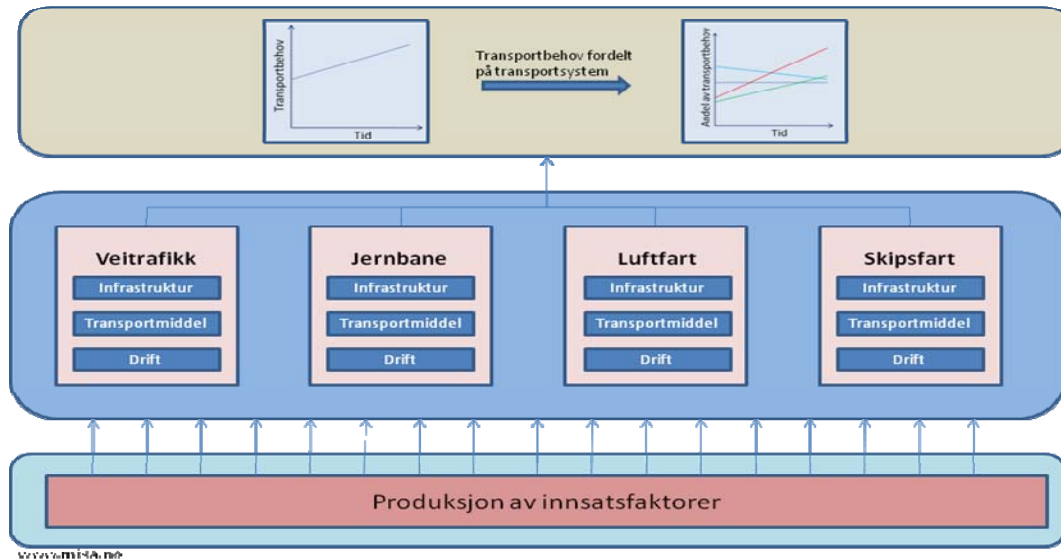 Transportbehov
Tid
Transportbehov fordelt
på transportsystem
Andel av transportbehov
Tid
Veitrafikk
Infrastruktur
Transportmiddel
Drift
Jernbane
Infrastruktur
Transportmiddel
Drift
Luftfart
Infrastruktur
Transportmiddel
Drift
Skipsfart
Infrastruktur
Transportmiddel
Drift
Produksjon av innsatsfaktorer